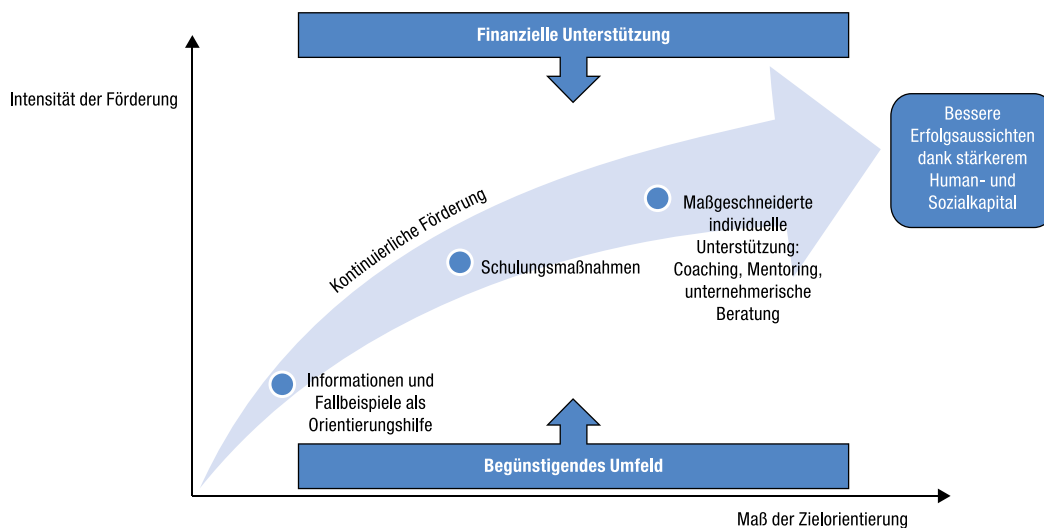 Finanzielle Unterstützung
Intensität der Förderung
Bessere
Erfolgsaussichten
dank stärkerem
Human- und
Sozialkapital
Kontinuierliche Förderung
Maßgeschneiderte
individuelle
Unterstützung:
Coaching, Mentoring,
unternehmerische
Beratung
Schulungsmaßnahmen
Informationen und
Fallbeispiele als
Orientierungshilfe
Begünstigendes Umfeld
Maß der Zielorientierung